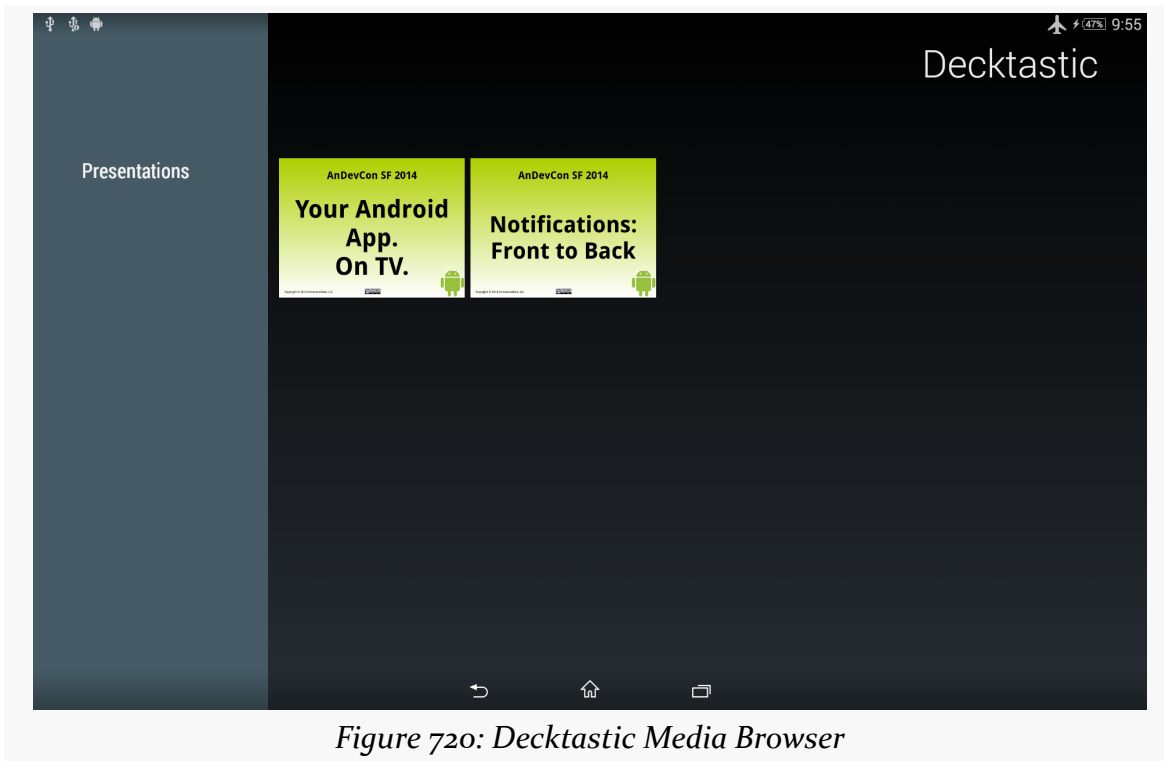 47% 9:55
Decktastic
Presentations
AnDevCon SF 2014
Your Android
App.
On TV.
AnDevCon SF 2014
Notifications:
Front to Back
Figure 720: Decktastic Media Browser